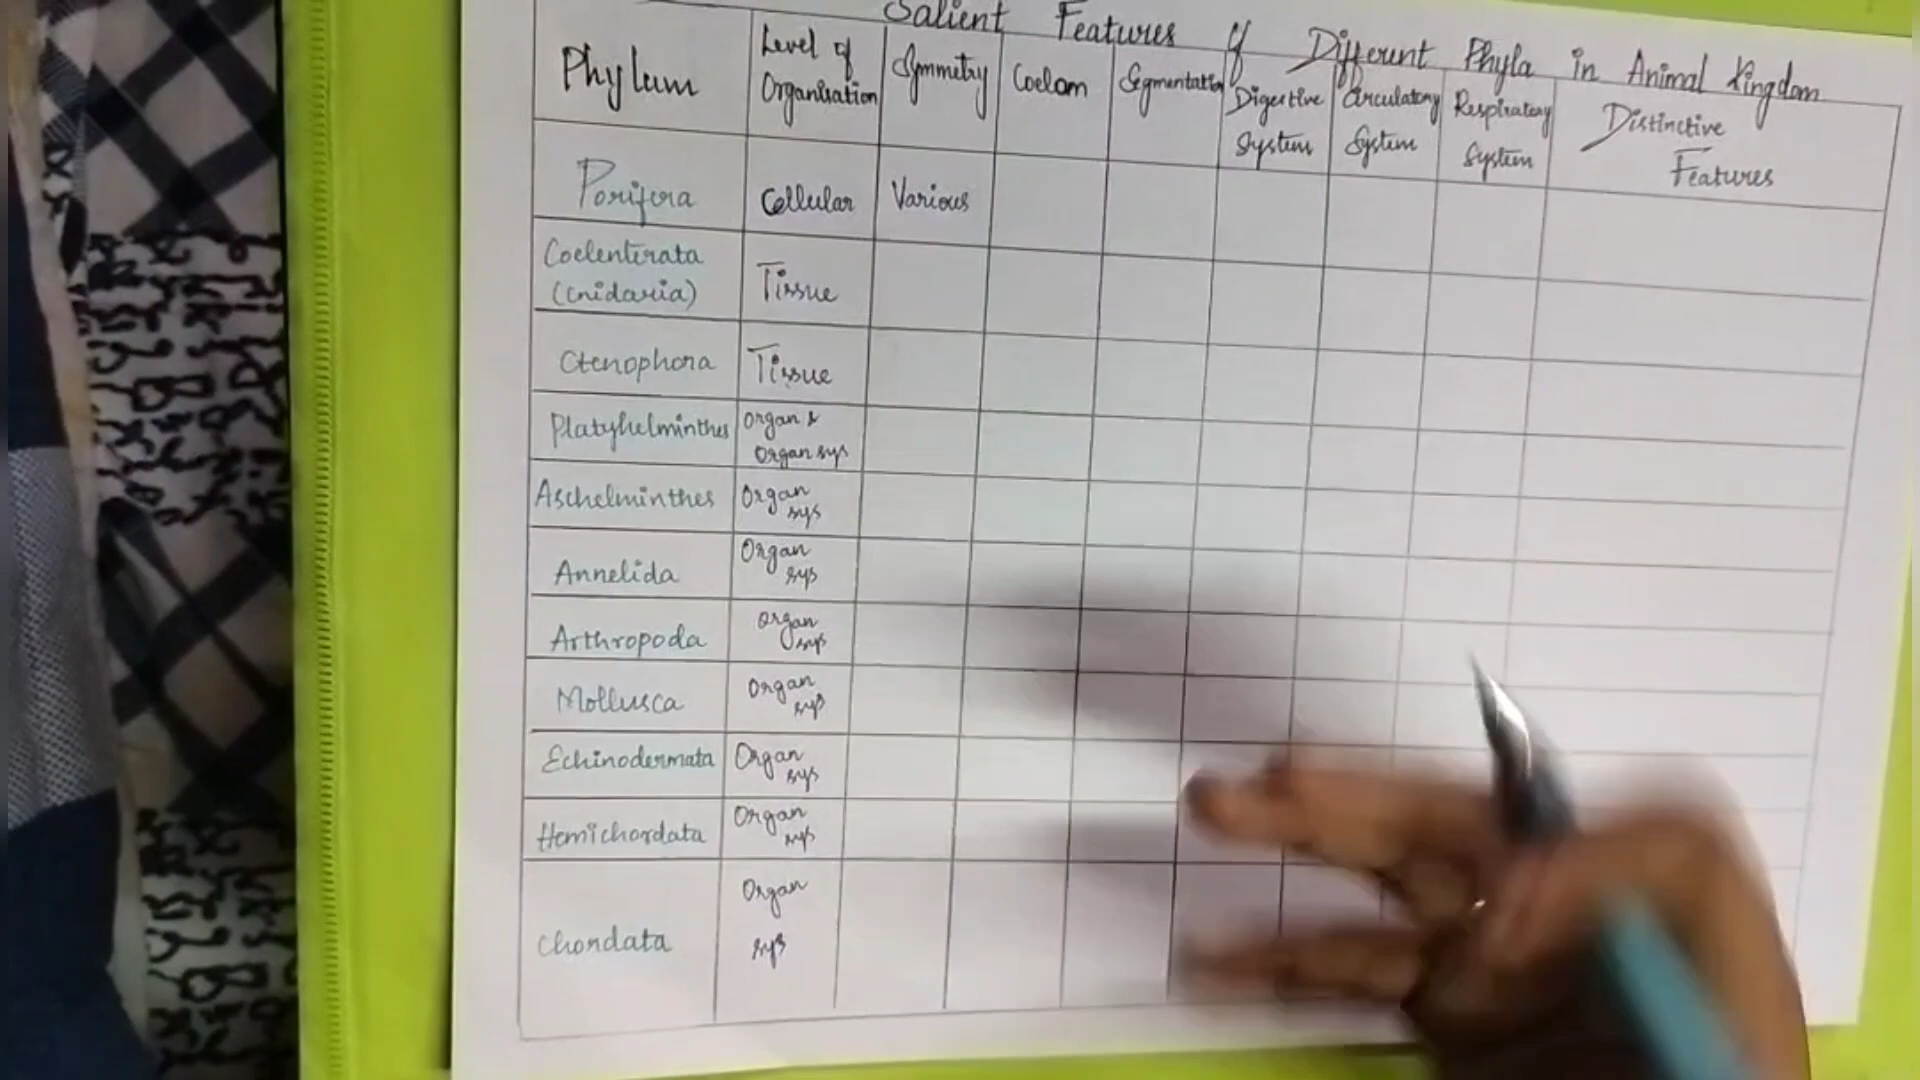 Salient Features of Different Phyla in Animal Kingdom
Phylum
Level of
Organisation
Symmetry
Coelom
Segmentation
Digestive
System
Circulatory
System
Respiratory
System
Distinctive
Features
Porifera
Cellular
Various
Coelenterata
(Cnidaria)
Tissue
Ctenophora
Tissue
Platyhelminthes
Organ &
Organ sys
Aschelminthes
Organ
sys
Annelida
Organ
sys
Arthropoda
Organ
sys
Mollusca
Organ
sys
Echinodermata
Organ
sys
Hemichordata
Organ
sys
Chordata
Organ
sys